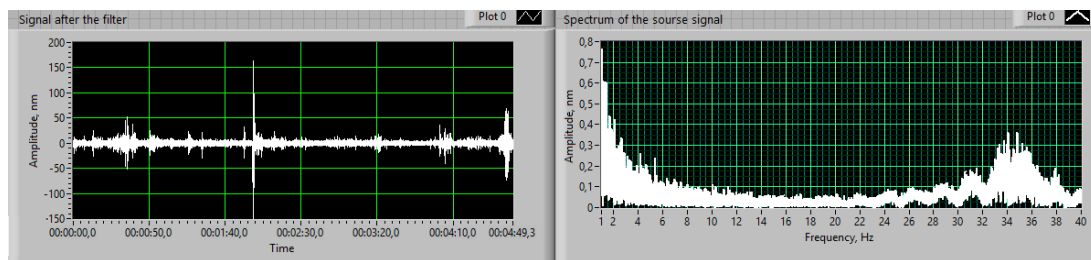 Signal after the filter
Plot 0
Amplitude, nm
200
150
100
50
0
-50
-100
-150
00:00:00,0
00:00:50,0
00:01:40,0
00:02:30,0
00:03:20,0
00:04:10,0
00:04:49,3
Time
Spectrum of the sourse signal
Plot 0
Amplitude, nm
0,8
0,7
0,6
0,5
0,4
0,3
0,2
0,1
0
1 2 4 6 8 10 12 14 16 18 20 22 24 26 28 30 32 34 36 38 40
Frequency, Hz